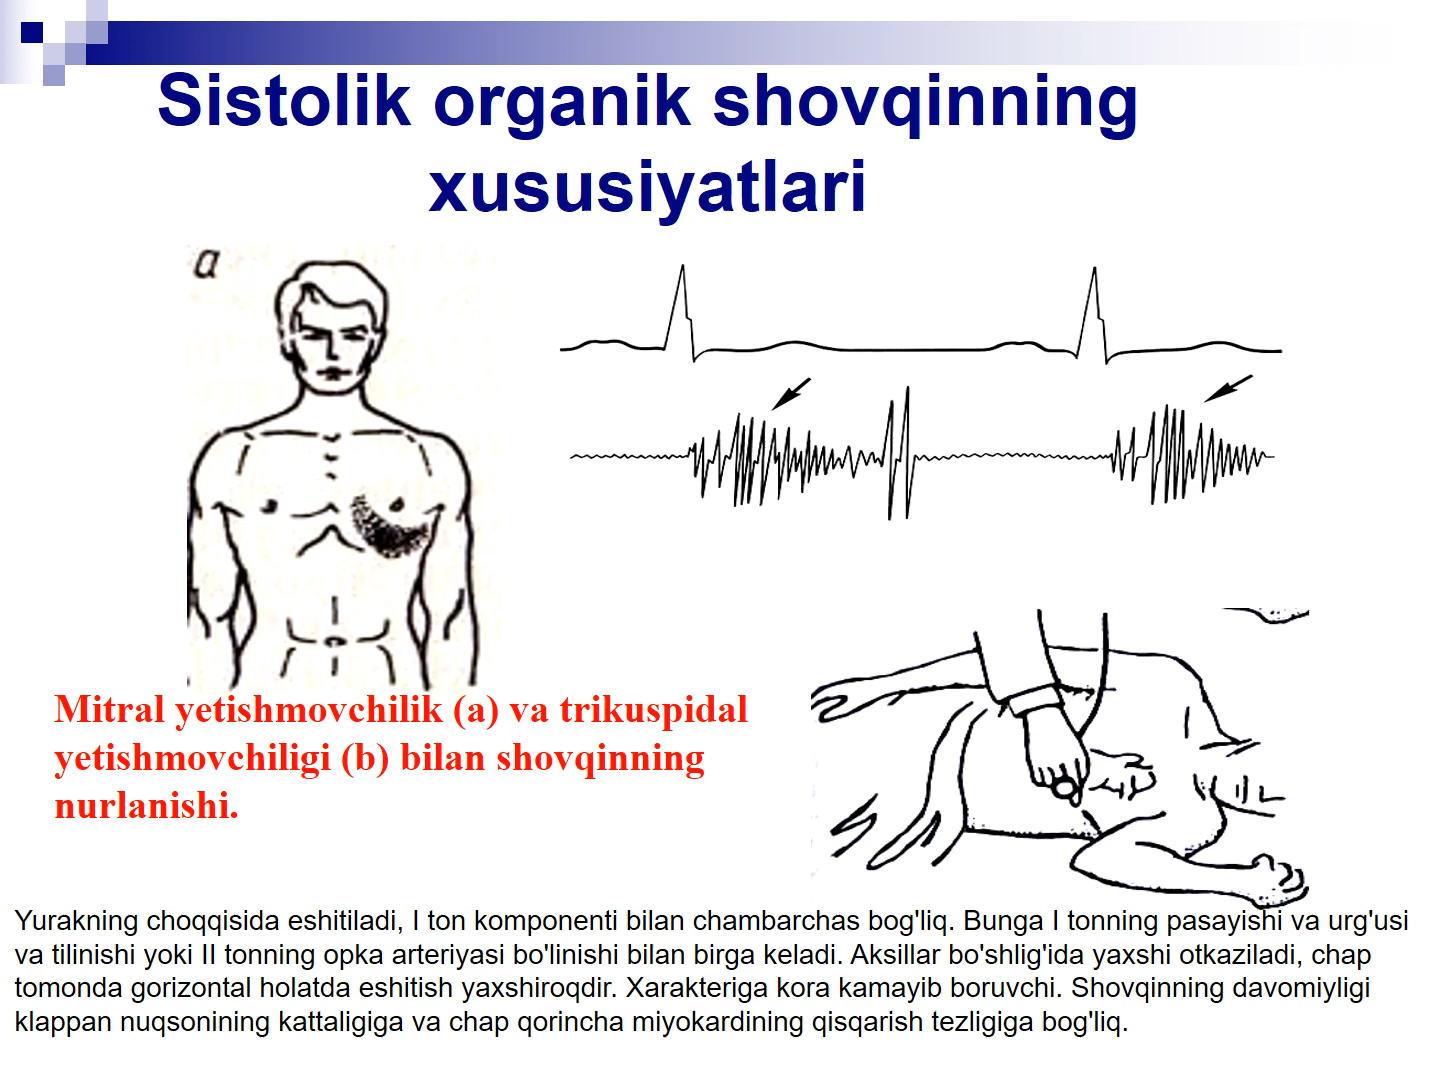 Sistolik organik shovqinning
xususiyatlari
a
Mitral yetishmovchilik (a) va trikuspidal
yetishmovchiligi (b) bilan shovqinning
nurlanishi.
Yurakning choqqisida eshitiladi, I ton komponenti bilan chambarchas bog'liq. Bunga I tonning pasayishi va urg'usi
va tilinishi yoki II tonning opka arteriyasi bo'linishi bilan birga keladi. Aksillar bo'shlig'ida yaxshi otkaziladi, chap
tomonda gorizontal holatda eshitish yaxshiroqdir. Xarakteriga kora kamayib boruvchi. Shovqinning davomiyligi
klappan nuqsonining kattaligiga va chap qorincha miyokardining qisqarish tezligiga bog'liq.